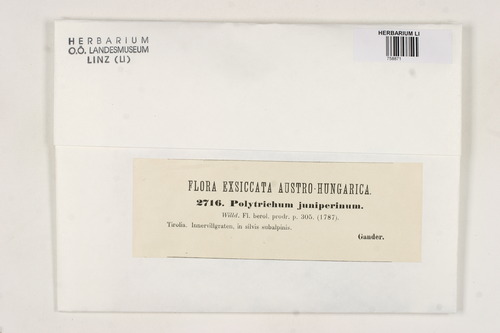 HERBARIUM
O.Ö. LANDESMUSEUM
LINZ (LI)
HERBARIUM LI
758871
FLORA EXSICCATA AUSTRO-HUNGARICA.
2716. Polytrichum juniperinum.
Willd. Fl. berol. prodr. p. 305. (1787).
Tirolia. Innervillgraten, in silvis subalpinis.
Gander.